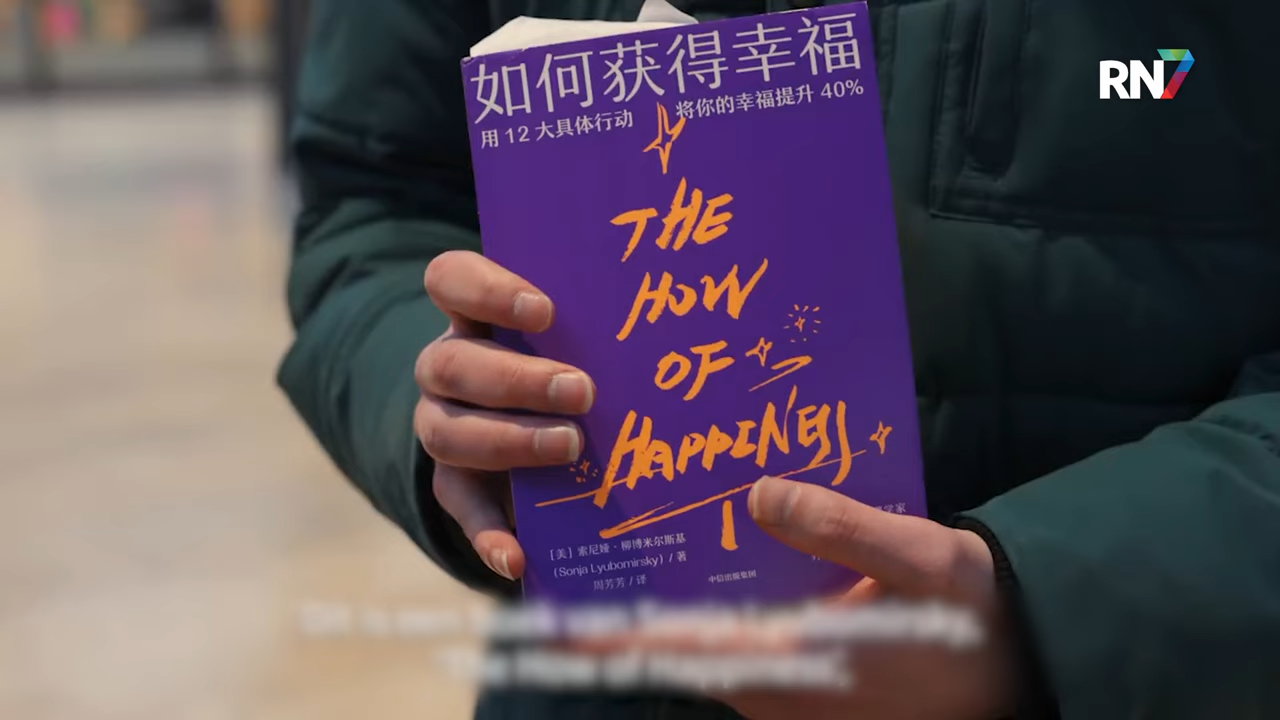 RN7
如何获得幸福
用 12 大具体行动 将你的幸福提升 40%
THE
HOW
OF
HAPPINESS
[美] 索尼娅·柳博米尔斯基
(Sonja Lyubomirsky) / 著
周芳芳 / 译
中信出版集团
学家